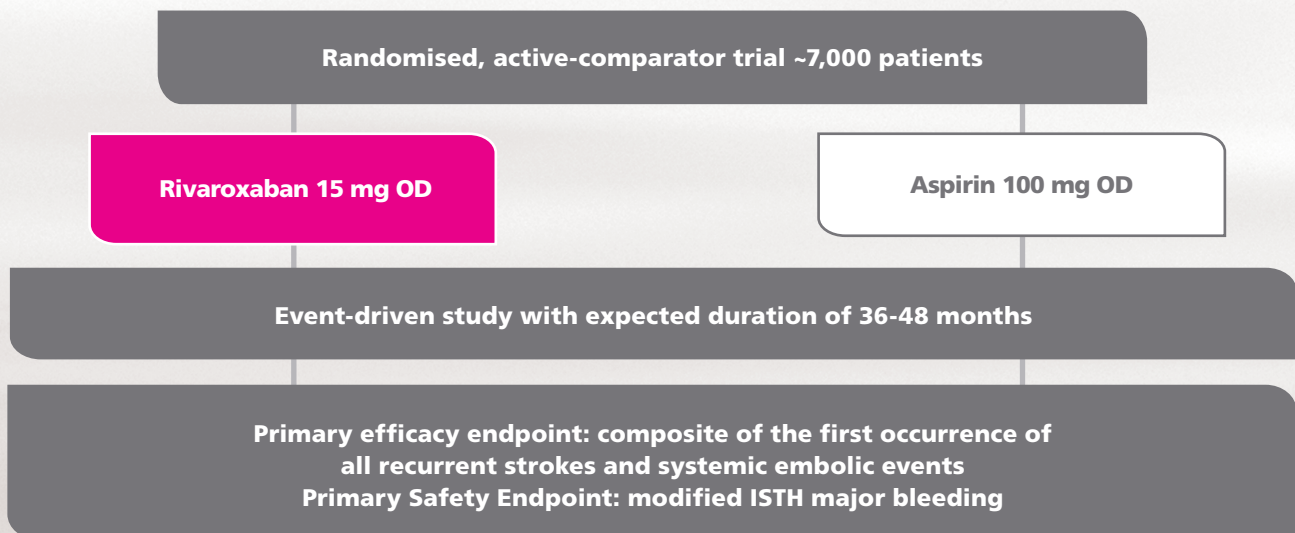 Randomised, active-comparator trial ~7,000 patients
Rivaroxaban 15 mg OD
Aspirin 100 mg OD
Event-driven study with expected duration of 36-48 months
Primary efficacy endpoint: composite of the first occurrence of
all recurrent strokes and systemic embolic events
Primary Safety Endpoint: modified ISTH major bleeding